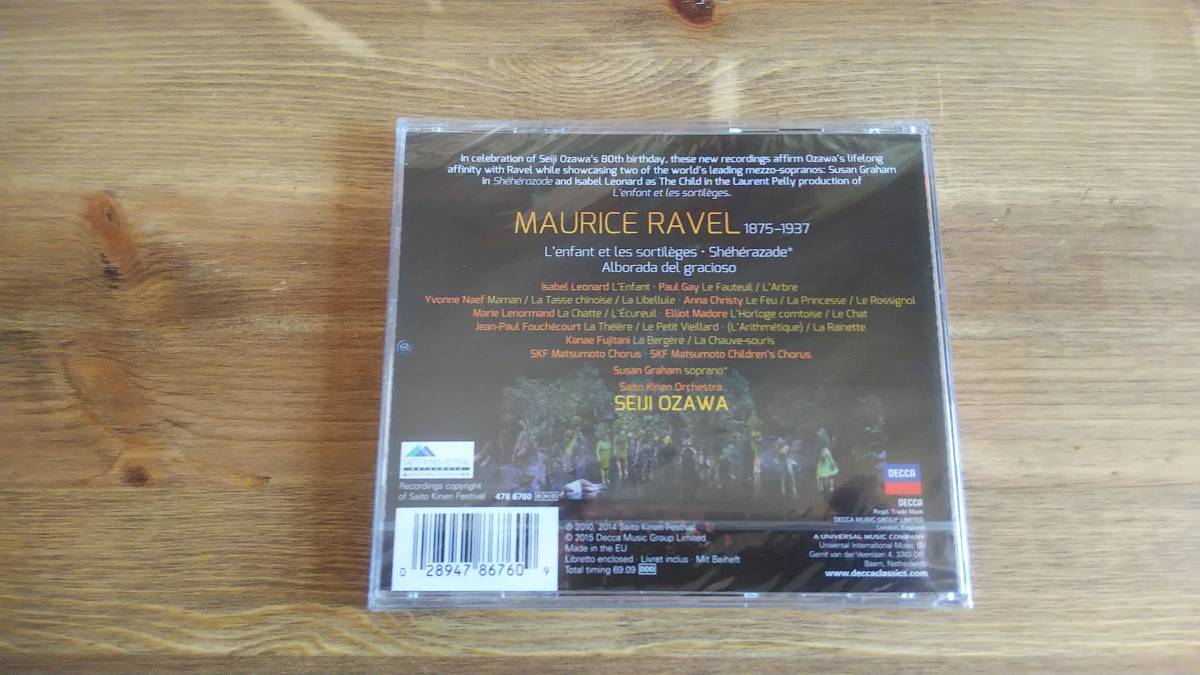 In celebration of Seiji Ozawa's 80th birthday, these new recordings affirm Ozawa's lifelong
affinity with Ravel while showcasing two of the world's leading mezzo-sopranos: Susan Graham
in Shéhérazade and Isabel Leonard as The Child in the Laurent Pelly production of
L'enfant et les sortilèges.
MAURICE RAVEL 1875–1937
L'enfant et les sortilèges · Shéhérazade*
Alborada del gracioso
Isabel Leonard L'Enfant · Paul Gay Le Fauteuil / L'Arbre
Yvonne Naef Maman / La Tasse chinoise / La Libellule · Anna Christy Le Feu / La Princesse / Le Rossignol
Marie Lenormand La Chatte / L'Écureuil · Elliot Madore L'Horloge comtoise / Le Chat
Jean-Paul Fouchécourt La Théière / Le Petit Vieillard · (L'Arithmétique) / La Rainette
Kanae Fujitani La Bergère / La Chauve-souris
SKF Matsumoto Chorus · SKF Matsumoto Children's Chorus
Susan Graham soprano*
Saito Kinen Orchestra
SEIJI OZAWA
SAITO KINEN FESTIVAL
Recordings copyright
of Saito Kinen Festival
478 6760
DECCA
DECCA
Regd. Trade Mark
DECCA MUSIC GROUP LIMITED
London, England
A UNIVERSAL MUSIC COMPANY
Universal International Music BV
Gerrit van der Veenlaan 4, 3743 DN
Baarn, Netherlands
www.deccaclassics.com
℗ 2010, 2014 Saito Kinen Festival
© 2015 Decca Music Group Limited
Made in the EU
Libretto enclosed · Livret inclus · Mit Beiheft
Total timing 69.09 DDD
0 28947 86760 9